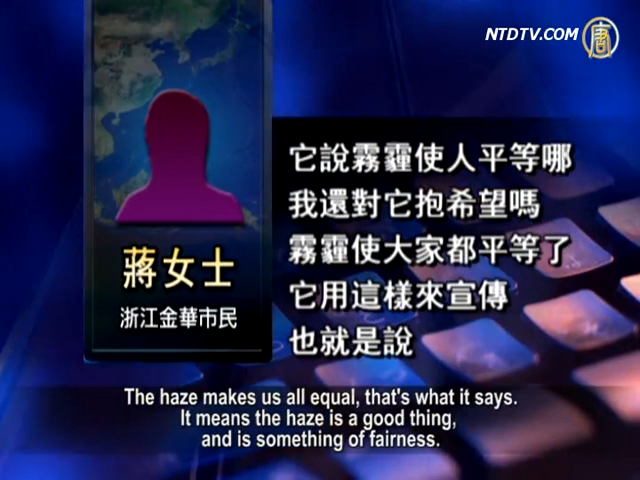 NTDTV.COM
唐
它說霧霾使人平等哪
我還對它抱希望嗎
霧霾使大家都平等了
它用這樣來宣傳
也就是說
蔣女士
浙江金華市民
The haze makes us all equal, that's what it says.
It means the haze is a good thing,
and is something of fairness.